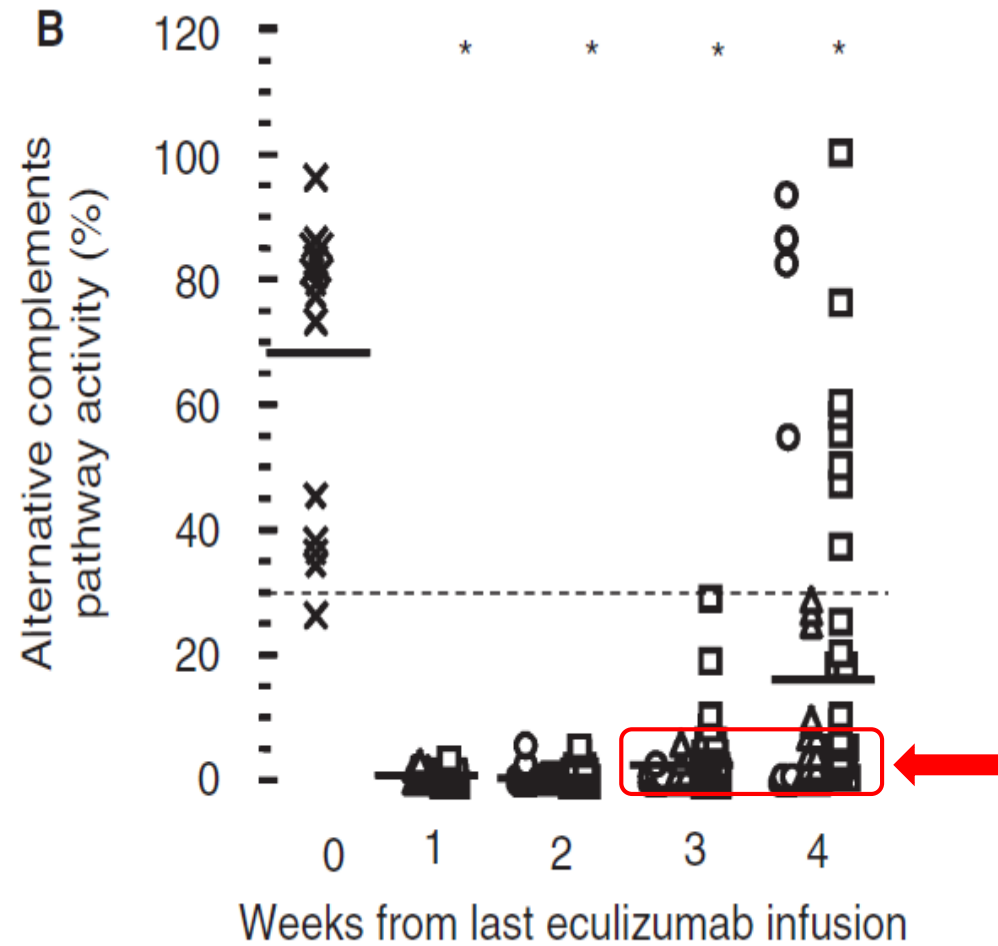 B
120
100
80
60
40
20
0
Alternative complements
pathway activity (%)
* * * *
0 1 2 3 4
Weeks from last eculizumab infusion